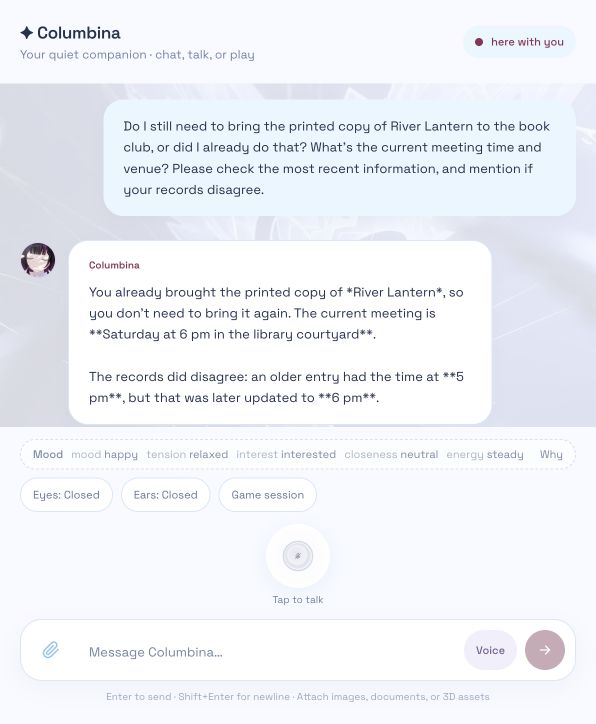 Columbina
Your quiet companion · chat, talk, or play
here with you
Do I still need to bring the printed copy of River Lantern to the book
club, or did I already do that? What's the current meeting time and
venue? Please check the most recent information, and mention if
your records disagree.
Columbina
You already brought the printed copy of *River Lantern*, so
you don't need to bring it again. The current meeting is
**Saturday at 6 pm in the library courtyard**.
The records did disagree: an older entry had the time at **5
pm**, but that was later updated to **6 pm**.
Mood mood happy tension relaxed interest interested closeness neutral energy steady Why
Eyes: Closed Ears: Closed Game session
Tap to talk
Message Columbina...
Voice
Enter to send · Shift+Enter for newline · Attach images, documents, or 3D assets